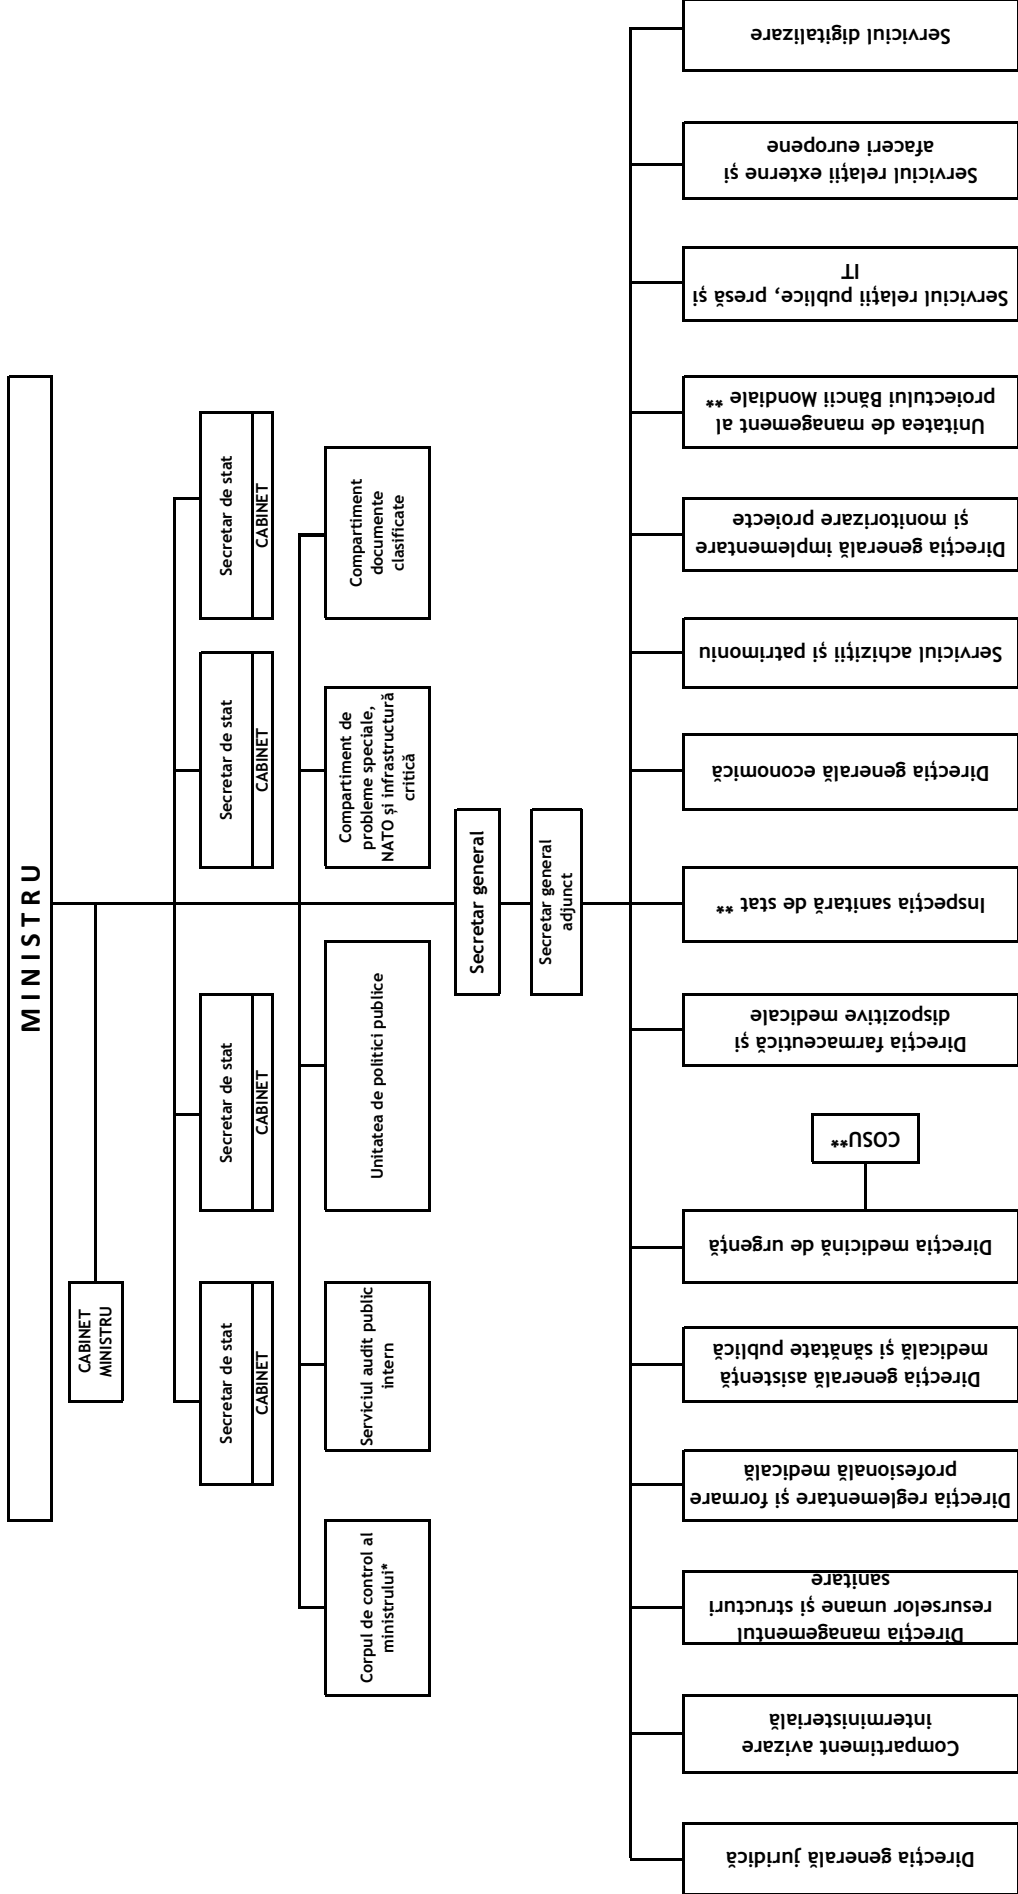 MINISTRU
CABINET
MINISTRU
Secretar de stat
CABINET
Secretar de stat
CABINET
Secretar de stat
CABINET
Secretar de stat
CABINET
Corpul de control al
ministrului*
Serviciul audit public
intern
Unitatea de politici publice
Compartiment de
probleme speciale,
NATO și infrastructură
critică
Compartiment
documente
clasificate
Secretar general
Secretar general
adjunct
Direcția generală juridică
Compartiment avizare
interministerială
Direcția managementul
resurselor umane și structuri
sanitare
Direcția reglementare și formare
profesională medicală
Direcția generală asistență
medicală și sănătate publică
Direcția medicină de urgență
COSU**
Direcția farmaceutică și
dispozitive medicale
Inspecția sanitară de stat **
Direcția generală economică
Serviciul achiziții și patrimoniu
Direcția generală implementare
și monitorizare proiecte
Unitatea de management al
proiectului Băncii Mondiale **
Serviciul relații publice, presă și
IT
Serviciul relații externe și
afaceri europene
Serviciul digitalizare